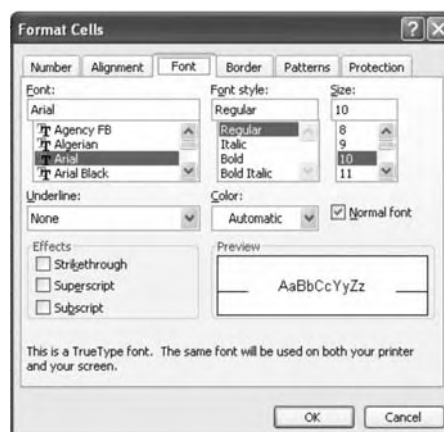 Format Cells
Number Alignment Font Border Patterns Protection
Font: Font style: Size:
Arial Regular 10
Agency FB Regular 8
Algerian Italic 9
Arial Bold 10
Arial Black Bold Italic 11
Underline: Color:
None Automatic Normal font
Effects Preview
Strikethrough
Superscript AaBbCcYyZz
Subscript
This is a TrueType font. The same font will be used on both your printer
and your screen.
OK Cancel